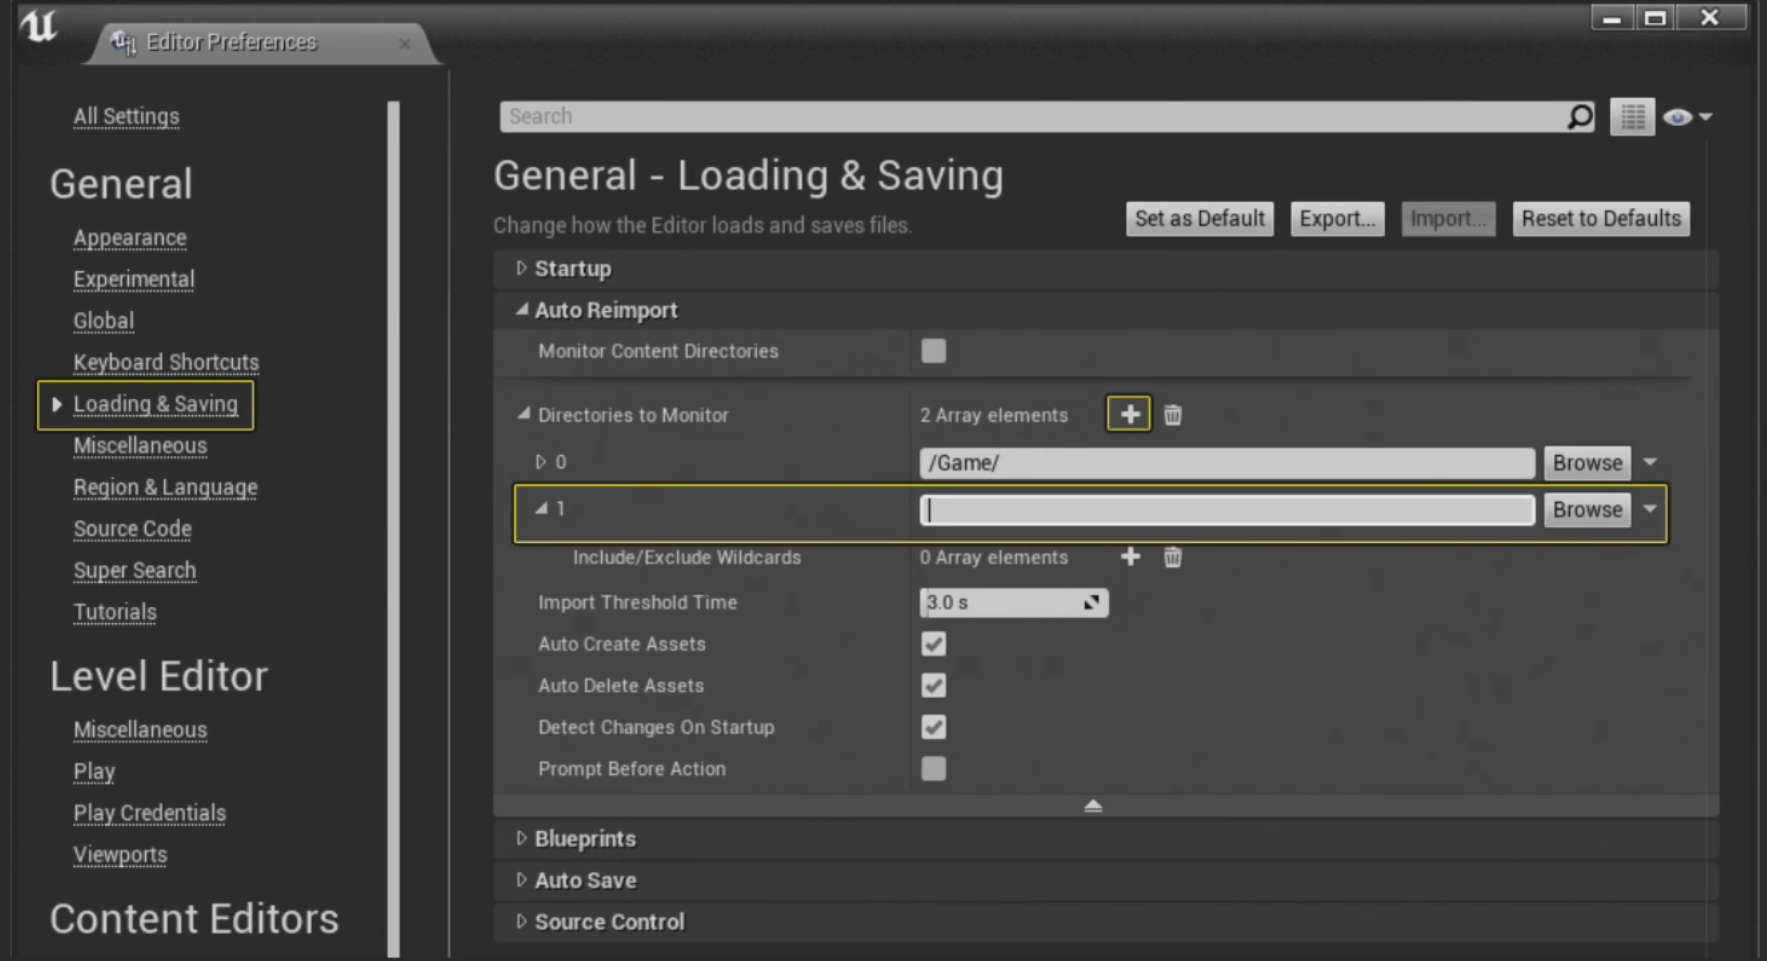 Editor Preferences
All Settings
General
Appearance
Experimental
Global
Keyboard Shortcuts
Loading & Saving
Miscellaneous
Region & Language
Source Code
Super Search
Tutorials
Level Editor
Miscellaneous
Play
Play Credentials
Viewports
Content Editors
Search
General - Loading & Saving
Change how the Editor loads and saves files.
Set as Default Export... Import... Reset to Defaults
Startup
Auto Reimport
Monitor Content Directories
Directories to Monitor 2 Array elements
0 /Game/ Browse
1 Browse
Include/Exclude Wildcards 0 Array elements
Import Threshold Time 3.0 s
Auto Create Assets
Auto Delete Assets
Detect Changes On Startup
Prompt Before Action
Blueprints
Auto Save
Source Control